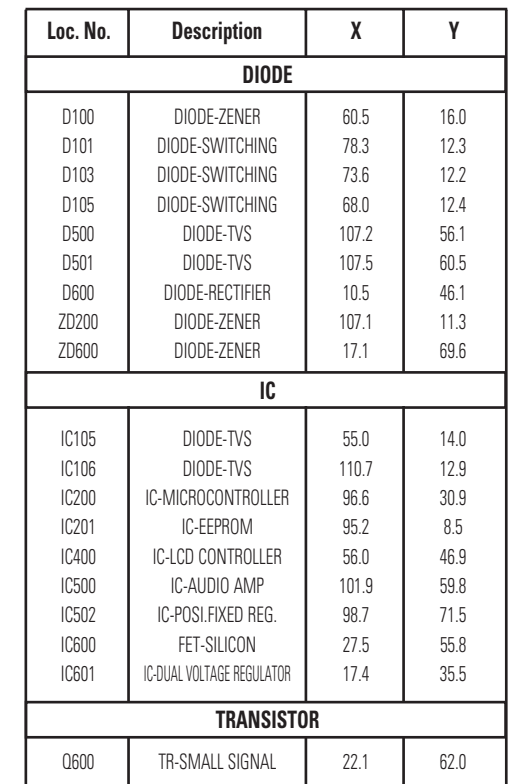 Loc. No. Description X Y
DIODE
D100 DIODE-ZENER 60.5 16.0
D101 DIODE-SWITCHING 78.3 12.3
D103 DIODE-SWITCHING 73.6 12.2
D105 DIODE-SWITCHING 68.0 12.4
D500 DIODE-TVS 107.2 56.1
D501 DIODE-TVS 107.5 60.5
D600 DIODE-RECTIFIER 10.5 46.1
ZD200 DIODE-ZENER 107.1 11.3
ZD600 DIODE-ZENER 17.1 69.6
IC
IC105 DIODE-TVS 55.0 14.0
IC106 DIODE-TVS 110.7 12.9
IC200 IC-MICROCONTROLLER 96.6 30.9
IC201 IC-EEPROM 95.2 8.5
IC400 IC-LCD CONTROLLER 56.0 46.9
IC500 IC-AUDIO AMP 101.9 59.8
IC502 IC-POSI.FIXED REG. 98.7 71.5
IC600 FET-SILICON 27.5 55.8
IC601 IC-DUAL VOLTAGE REGULATOR 17.4 35.5
TRANSISTOR
Q600 TR-SMALL SIGNAL 22.1 62.0